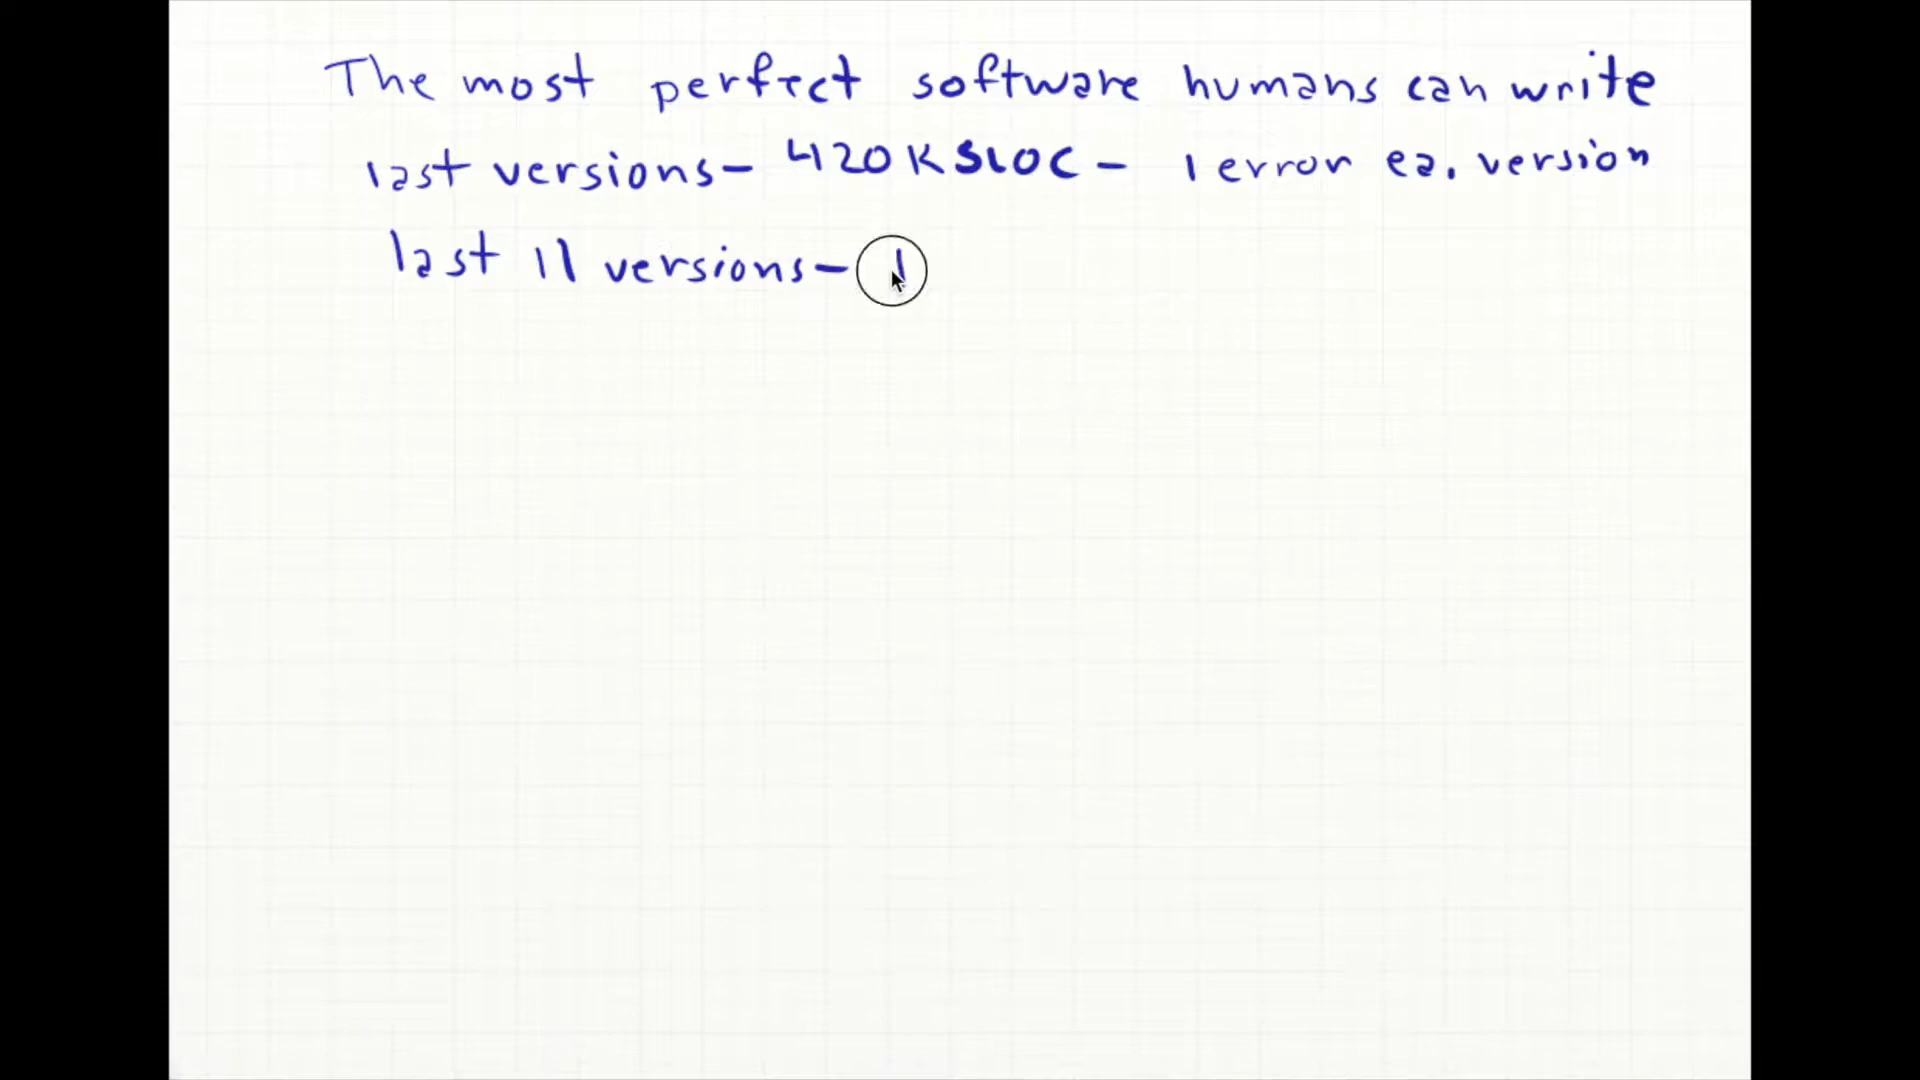 The most perfect software humans can write
last versions - 420K SLOC - 1 error ea. version
last 11 versions - 1